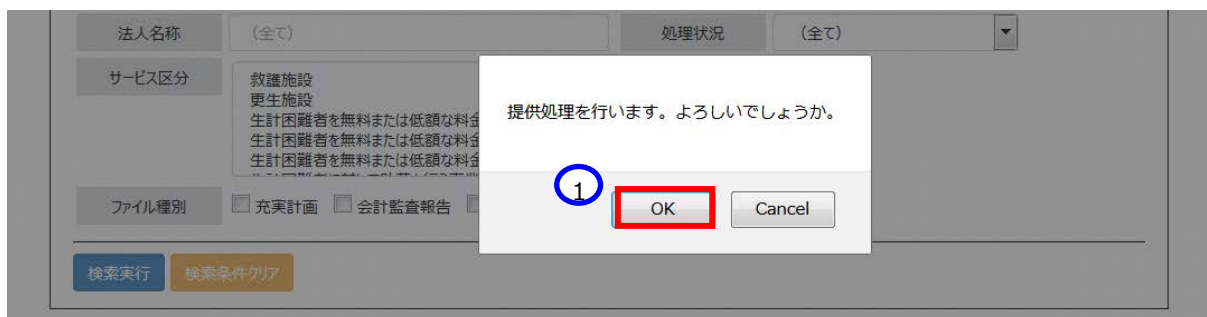 法人名称 (全て) 処理状況 (全て)
サービス区分 救護施設
更生施設
生計困難者を無料または低額な料金
生計困難者を無料または低額な料金
生計困難者を無料または低額な料金
提供処理を行います。よろしいでしょうか。
1
OK Cancel
ファイル種別 充実計画 会計監査報告
検索実行 検索条件クリア